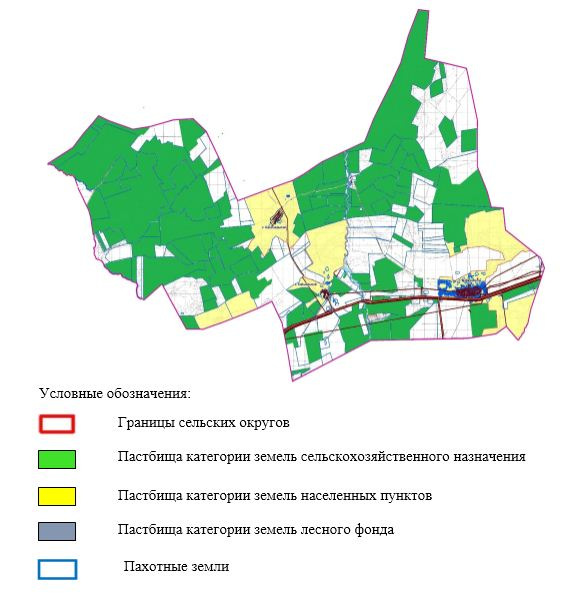 Условные обозначения:
Границы сельских округов
Пастбища категории земель сельскохозяйственного назначения
Пастбища категории земель населенных пунктов
Пастбища категории земель лесного фонда
Пахотные земли